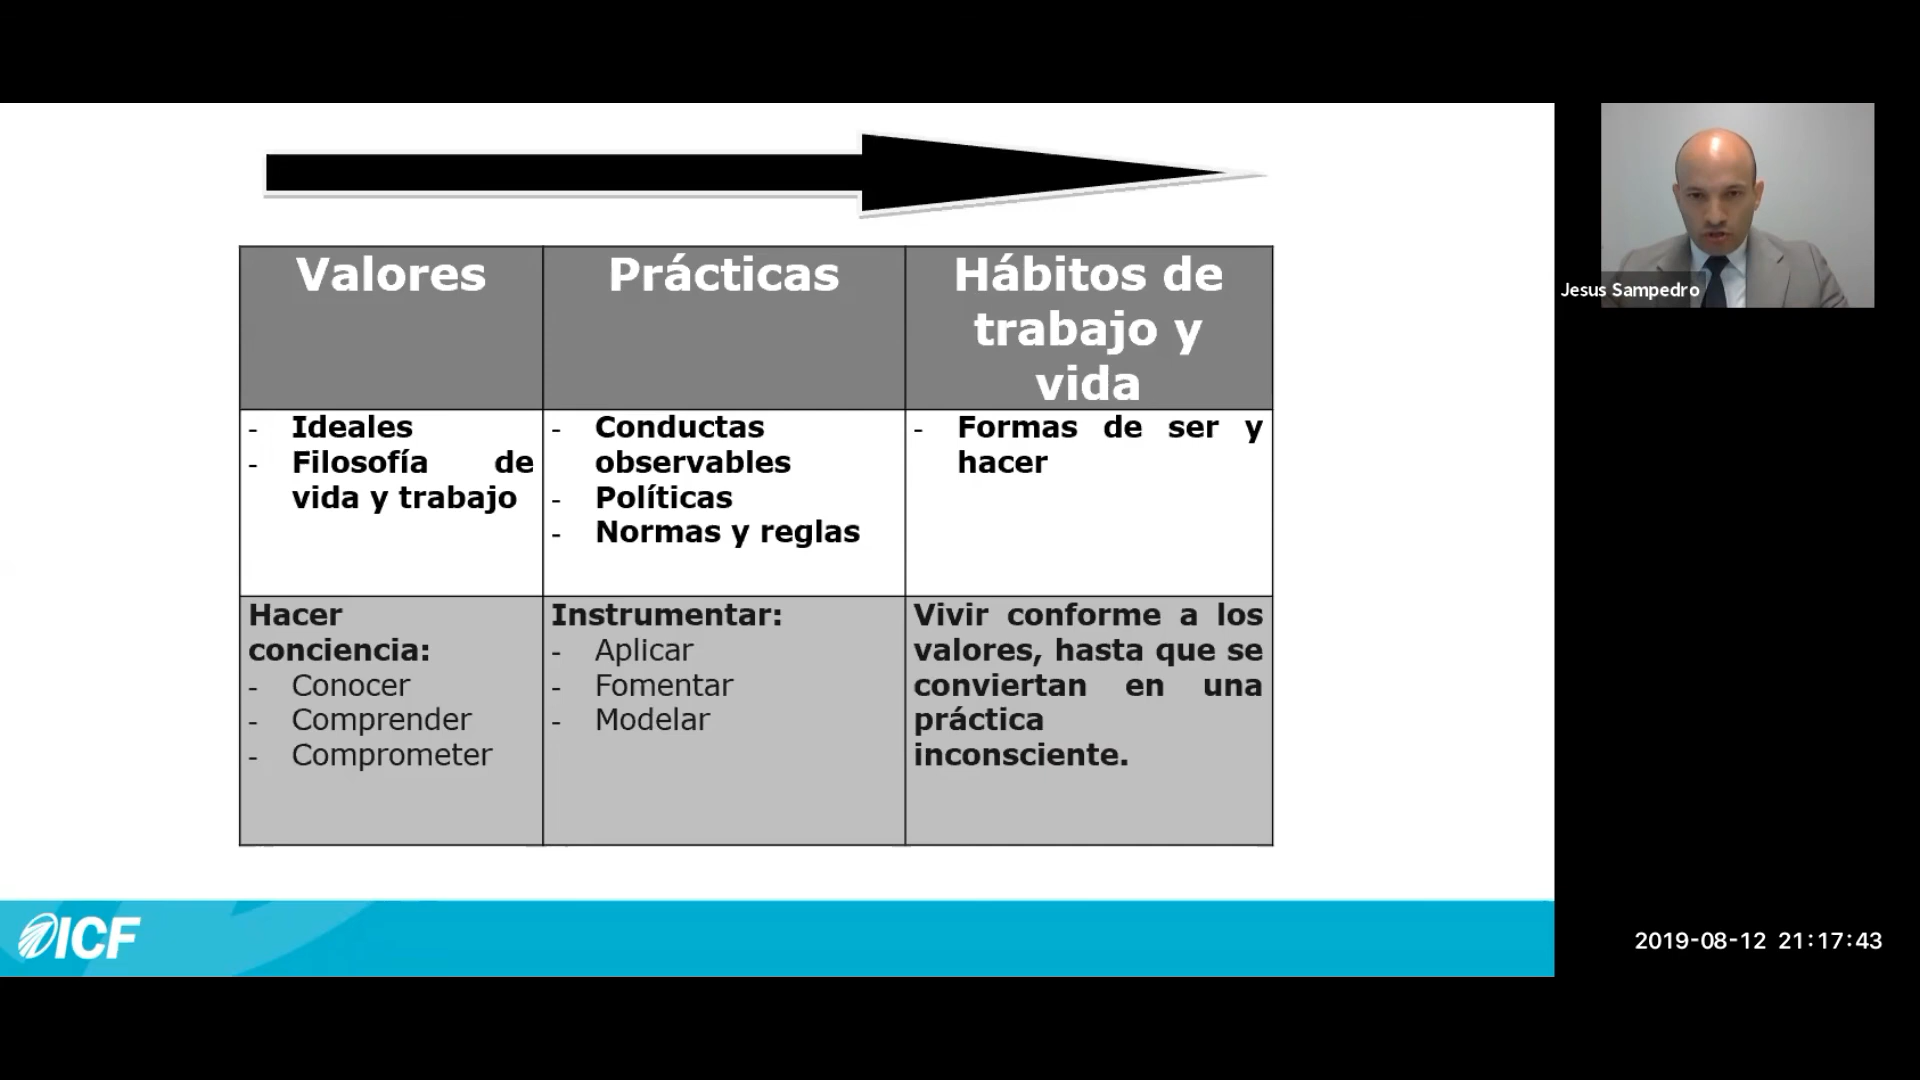 Valores
Prácticas
Hábitos de
trabajo y
vida
- Ideales
- Filosofía de
vida y trabajo
- Conductas
observables
- Políticas
- Normas y reglas
- Formas de ser y
hacer
Hacer
conciencia:
- Conocer
- Comprender
- Comprometer
Instrumentar:
- Aplicar
- Fomentar
- Modelar
Vivir conforme a los
valores, hasta que se
conviertan en una
práctica
inconsciente.
Jesus Sampedro
ICF
2019-08-12 21:17:43